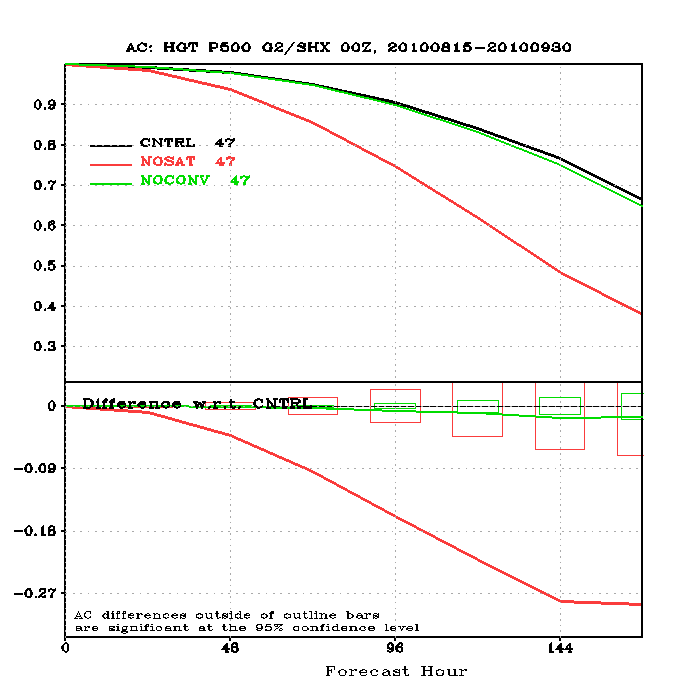 AC: HGT P500 G2/SHX 00Z, 20100815-20100930
0.9
0.8
0.7
0.6
0.5
0.4
0.3
CNTRL 47
NOSAT 47
NOCONV 47
Difference w.r.t. CNTRL
0
-0.09
-0.18
-0.27
AC differences outside of outline bars
are significant at the 95% confidence level
0 48 96 144
Forecast Hour